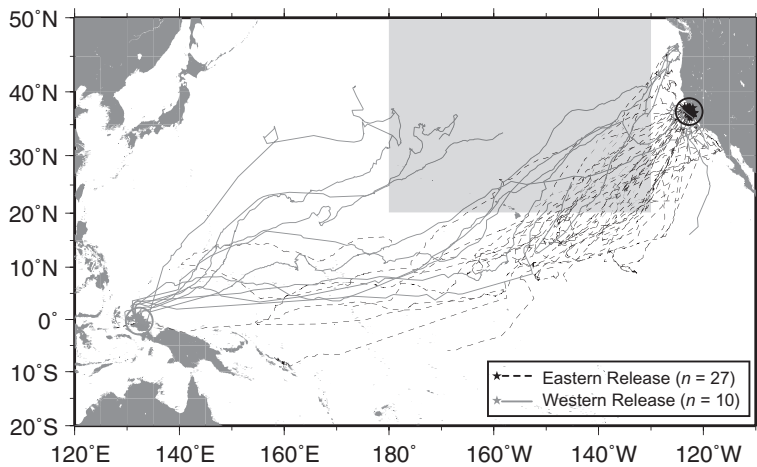 50˚N
40˚N
30˚N
20˚N
10˚N
0˚
10˚S
20˚S
120˚E 140˚E 160˚E 180˚ 160˚W 140˚W 120˚W
Eastern Release (n = 27)
Western Release (n = 10)